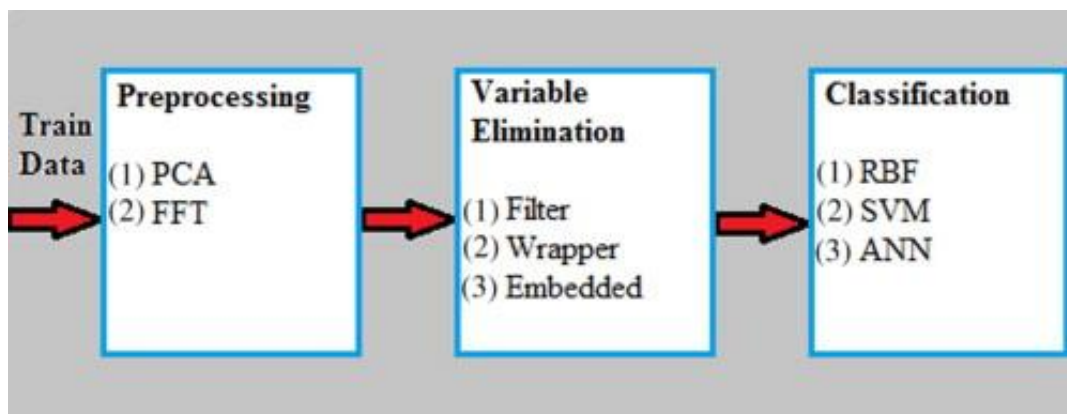 Train
Data
Preprocessing
(1) PCA
(2) FFT
Variable
Elimination
(1) Filter
(2) Wrapper
(3) Embedded
Classification
(1) RBF
(2) SVM
(3) ANN